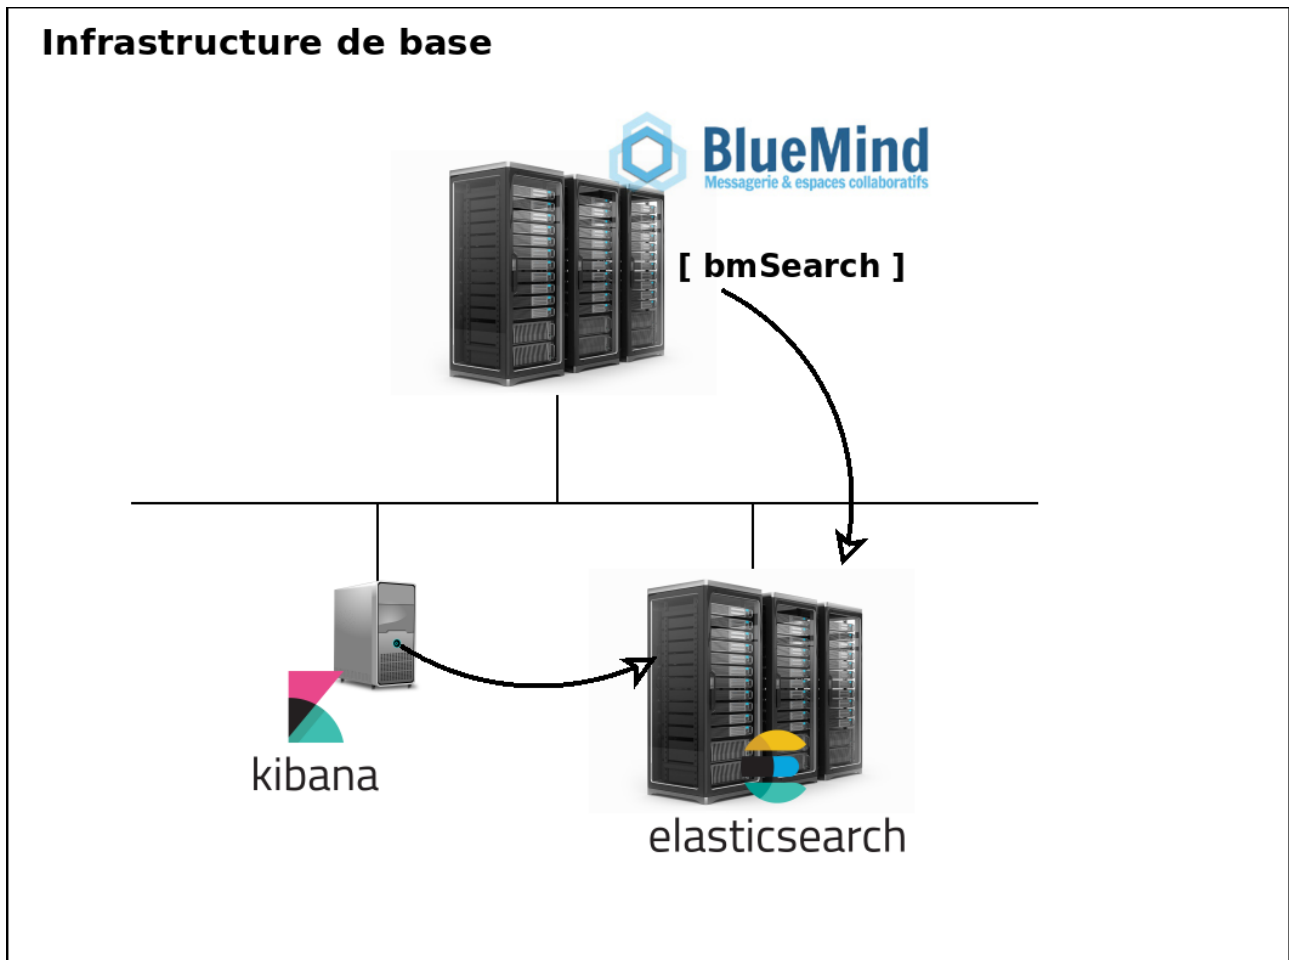 Infrastructure de base
BlueMind
Messagerie & espaces collaboratifs
[ bmSearch ]
kibana
elasticsearch